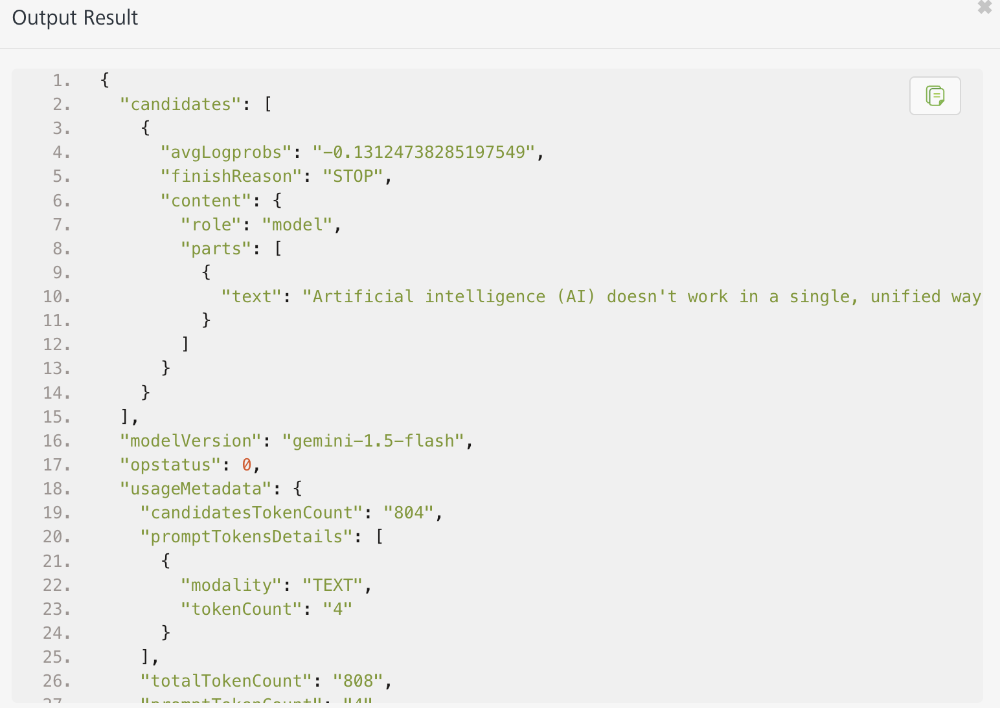 Output Result
1. {
2. "candidates": [
3. {
4. "avgLogprobs": "-0.13124738285197549",
5. "finishReason": "STOP",
6. "content": {
7. "role": "model",
8. "parts": [
9. {
10. "text": "Artificial intelligence (AI) doesn't work in a single, unified way
11. }
12. ]
13. }
14. }
15. ],
16. "modelVersion": "gemini-1.5-flash",
17. "opstatus": 0,
18. "usageMetadata": {
19. "candidatesTokenCount": "804",
20. "promptTokensDetails": [
21. {
22. "modality": "TEXT",
23. "tokenCount": "4"
24. }
25. ],
26. "totalTokenCount": "808",
27. "promptTokenCount": "4"